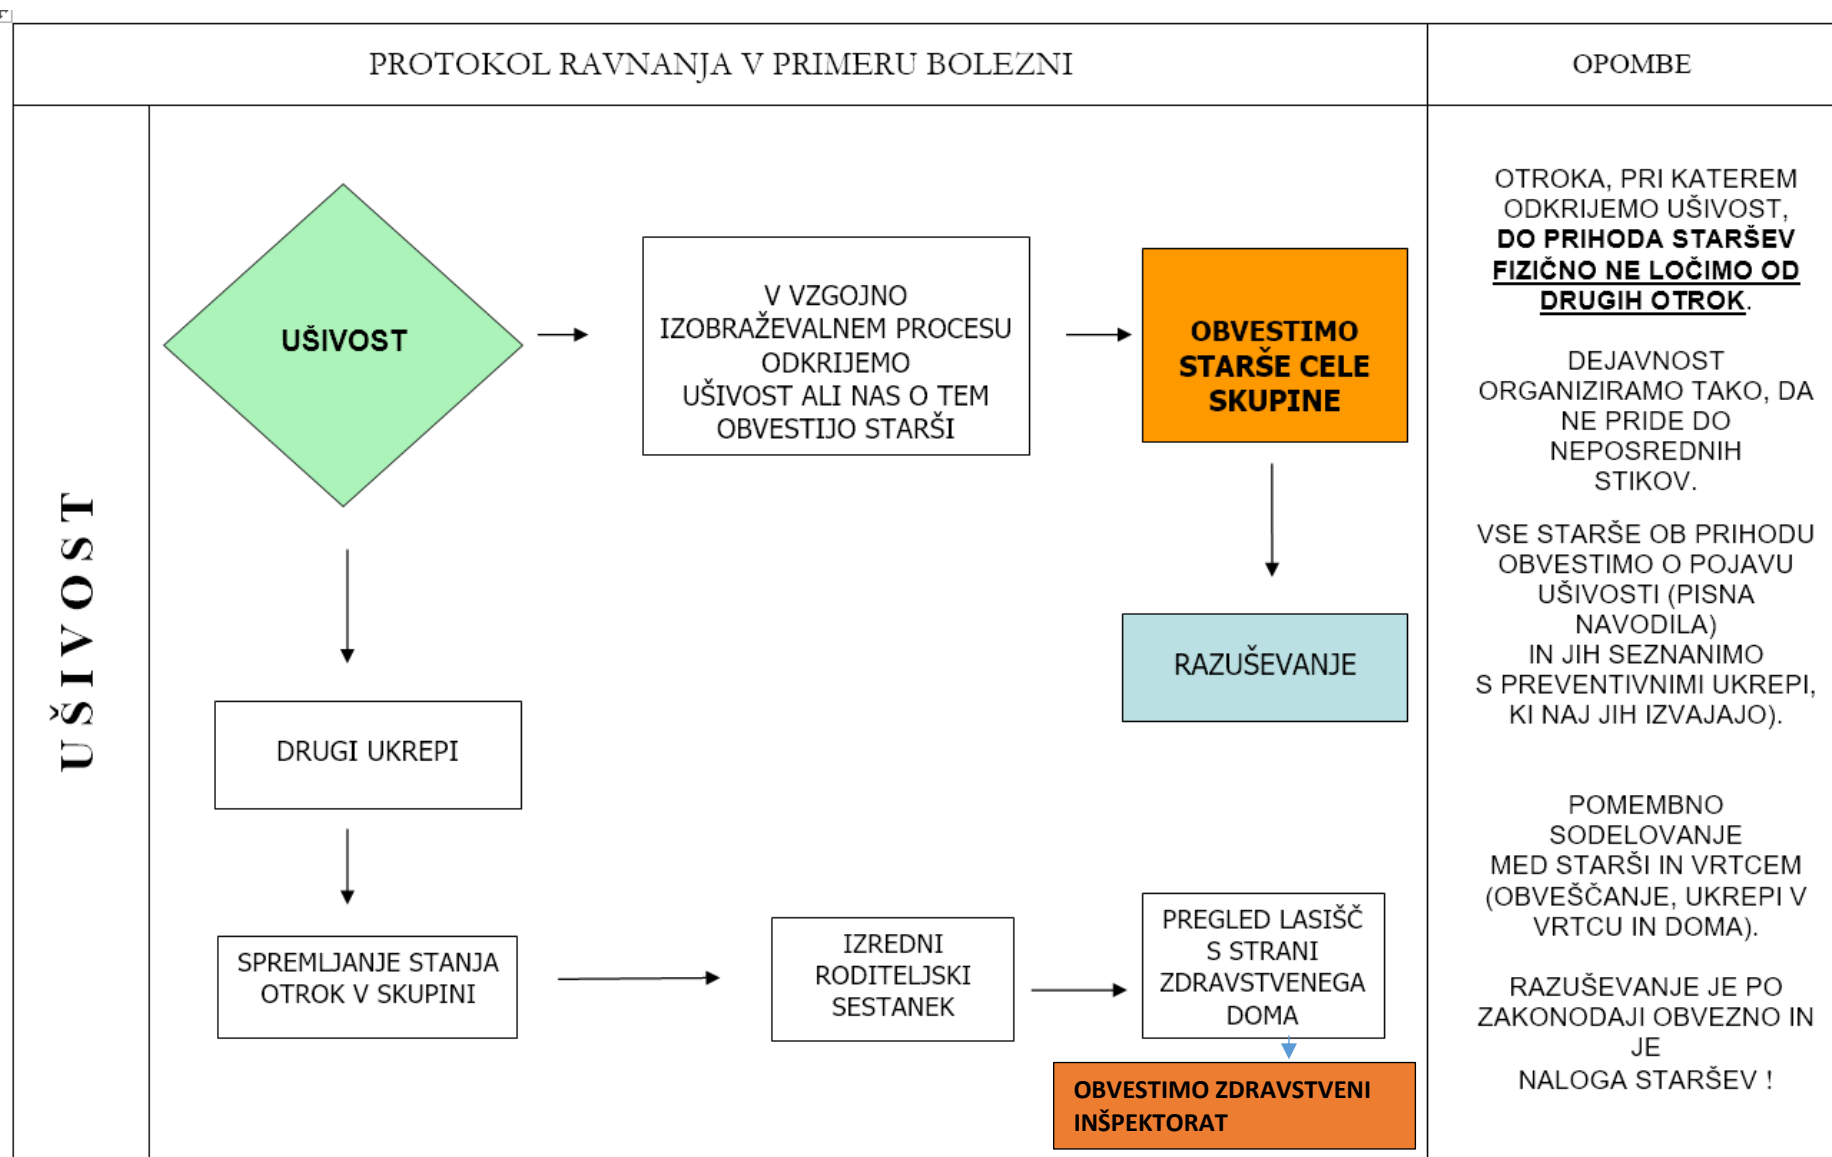 PROTOKOL RAVNANJA V PRIMERU BOLEZNI
OPOMBE
UŠIVOST
UŠIVOST
V VZGOJNO
IZOBRAŽEVALNEM PROCESU
ODKRIJEMO
UŠIVOST ALI NAS O TEM
OBVESTIJO STARŠI
OBVESTIMO
STARŠE CELE
SKUPINE
RAZUŠEVANJE
DRUGI UKREPI
SPREMLJANJE STANJA
OTROK V SKUPINI
IZREDNI
RODITELJSKI
SESTANEK
PREGLED LASIŠČ
S STRANI
ZDRAVSTVENEGA
DOMA
OBVESTIMO ZDRAVSTVENI
INŠPEKTORAT
OTROKA, PRI KATEREM
ODKRIJEMO UŠIVOST,
DO PRIHODA STARŠEV
FIZIČNO NE LOČIMO OD
DRUGIH OTROK.
DEJAVNOST
ORGANIZIRAMO TAKO, DA
NE PRIDE DO
NEPOSREDNIH
STIKOV.
VSE STARŠE OB PRIHODU
OBVESTIMO O POJAVU
UŠIVOSTI (PISNA
NAVODILA)
IN JIH SEZNANIMO
S PREVENTIVNIMI UKREPI,
KI NAJ JIH IZVAJAJO).
POMEMBNO
SODELOVANJE
MED STARŠI IN VRTCEM
(OBVEŠČANJE, UKREPI V
VRTCU IN DOMA).
RAZUŠEVANJE JE PO
ZAKONODAJI OBVEZNO IN
JE
NALOGA STARŠEV !